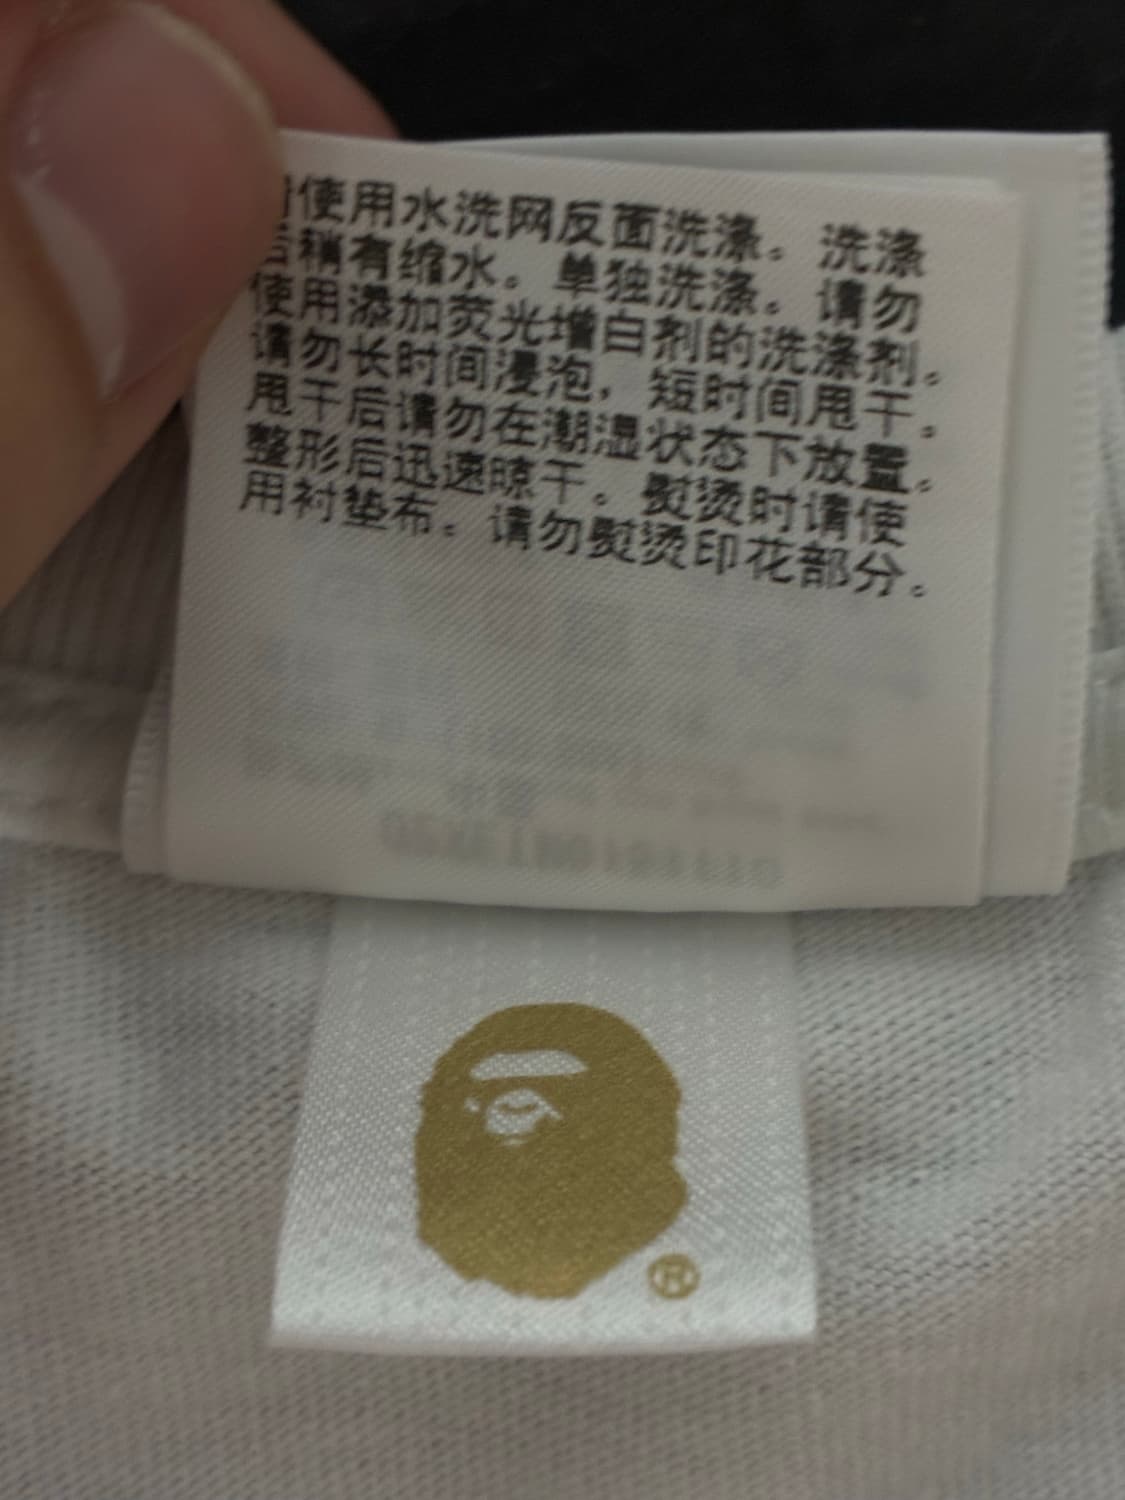 使用水洗网反面洗涤。 洗涤
后稍有缩水。 单独洗涤。 请勿
使用添加荧光增白剂的洗涤剂。
请勿长时间浸泡， 短时间甩干。
甩干后请勿在潮湿状态下放置。
整形后迅速晾干。 熨烫时请使
用衬垫布。 请勿熨烫印花部分。
®